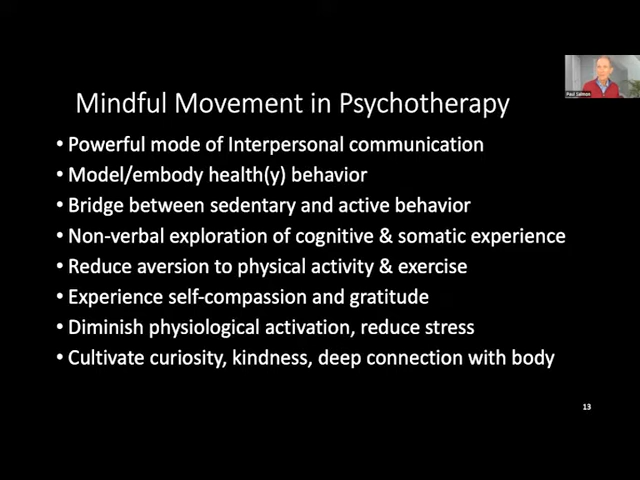 Mindful Movement in Psychotherapy
• Powerful mode of Interpersonal communication
• Model/embody health(y) behavior
• Bridge between sedentary and active behavior
• Non-verbal exploration of cognitive & somatic experience
• Reduce aversion to physical activity & exercise
• Experience self-compassion and gratitude
• Diminish physiological activation, reduce stress
• Cultivate curiosity, kindness, deep connection with body
Paul Salmon
13